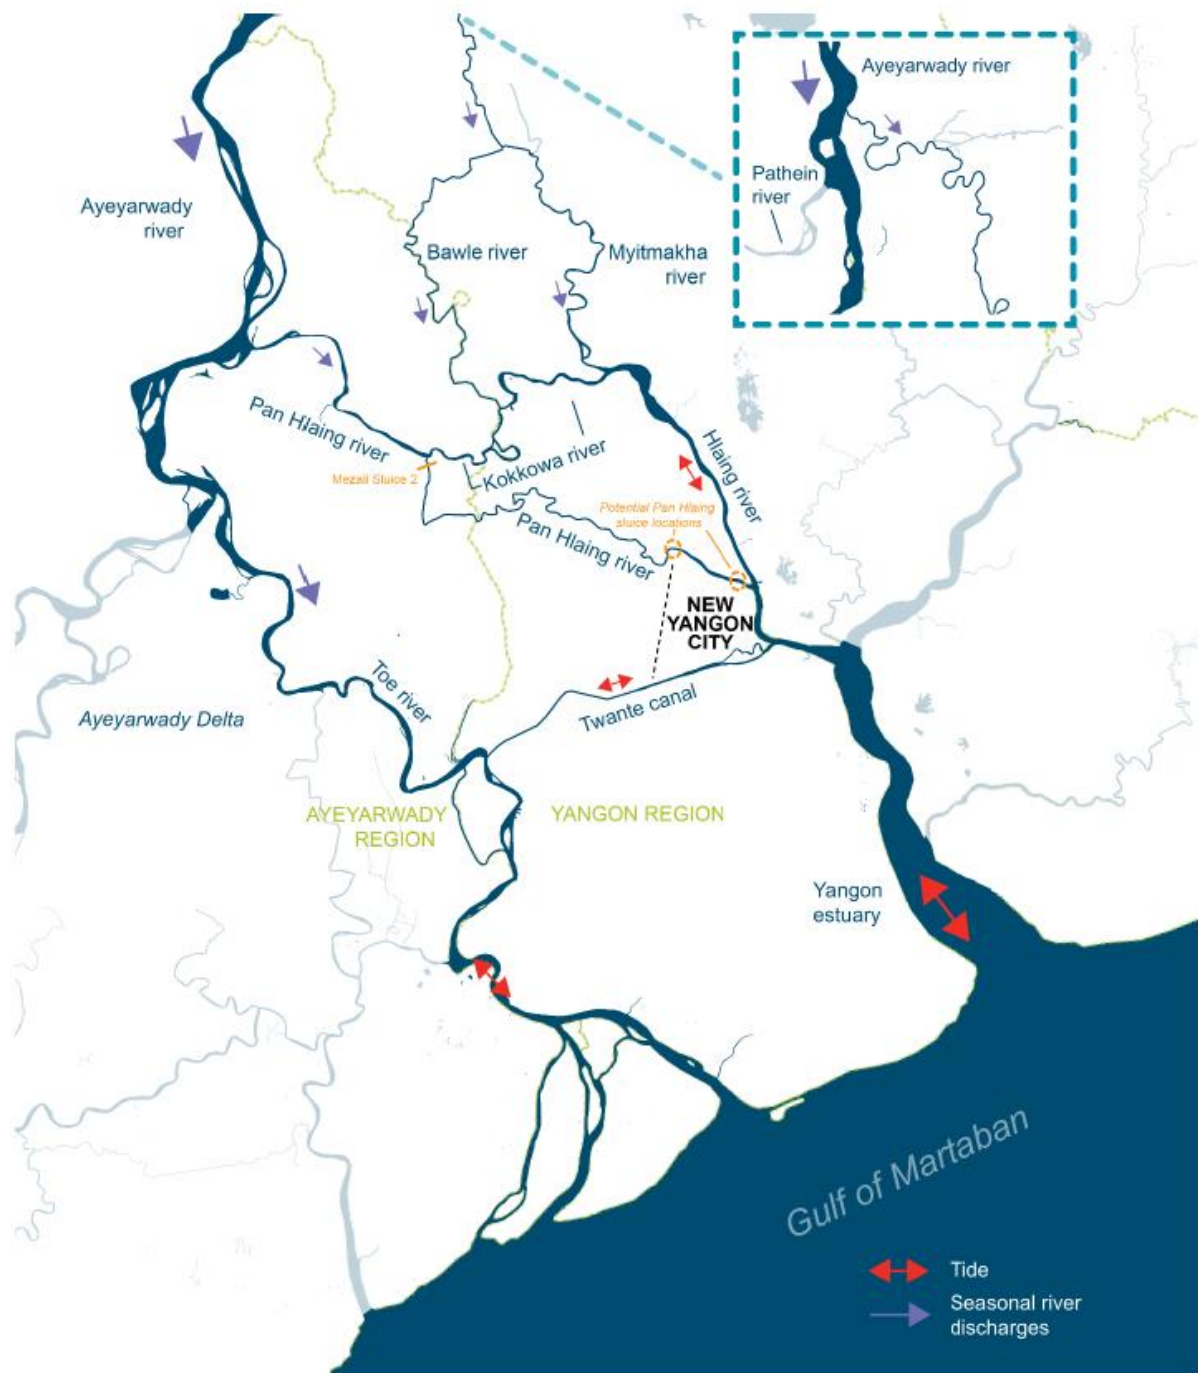 Ayeyarwady river
Pathein
river
Ayeyarwady
river
Bawle river
Myitmakha
river
Pan Hlaing river
Mezali Sluice 2
Kokkowa river
Hlaing river
Potential Pan Hlaing
sluice locations
Pan Hlaing river
NEW
YANGON
CITY
Toe river
Ayeyarwady Delta
Twante canal
AYEYARWADY
REGION
YANGON REGION
Yangon
estuary
Gulf of Martaban
Tide
Seasonal river
discharges